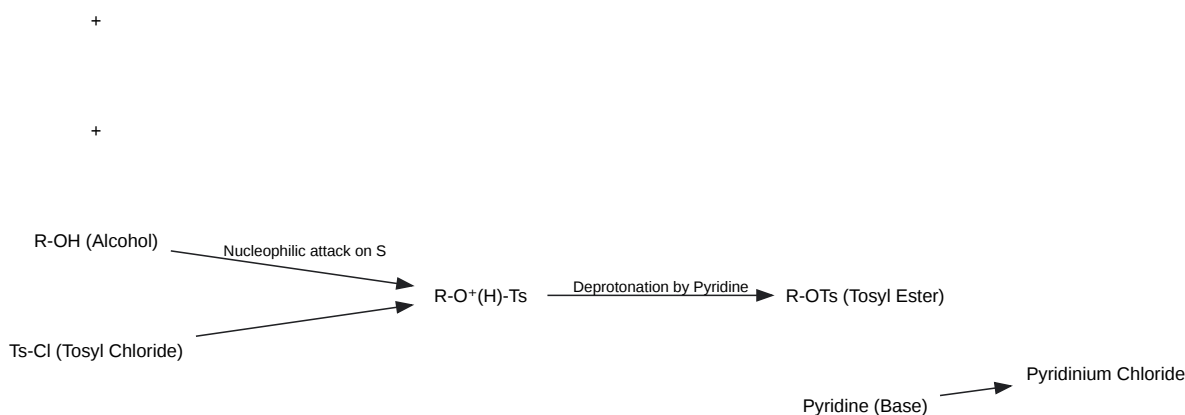 +
+
R-OH (Alcohol)
Nucleophilic attack on S
Ts-Cl (Tosyl Chloride)
R-O⁺(H)-Ts
Deprotonation by Pyridine
R-OTs (Tosyl Ester)
Pyridine (Base)
Pyridinium Chloride